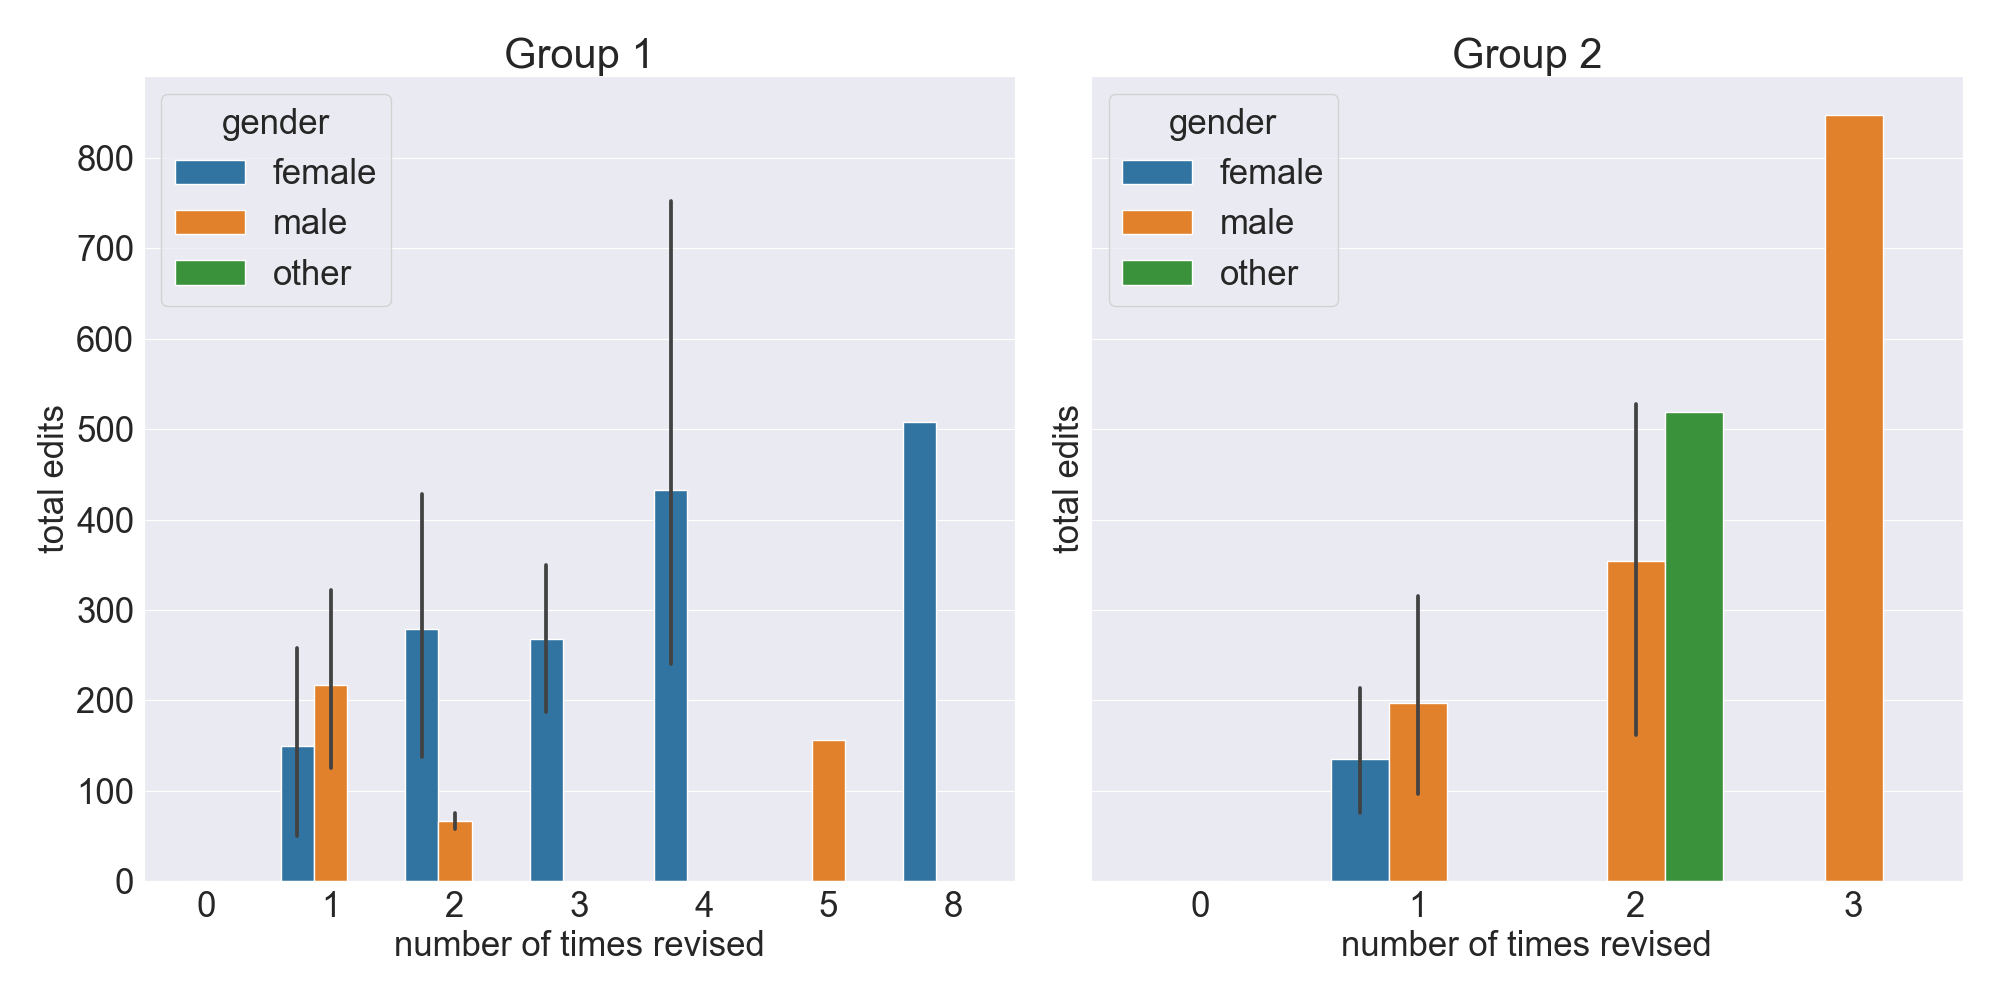 Group 1
gender
female
male
other
total edits
800
700
600
500
400
300
200
100
0
0 1 2 3 4 5 8
number of times revised
Group 2
gender
female
male
other
total edits
0 1 2 3
number of times revised